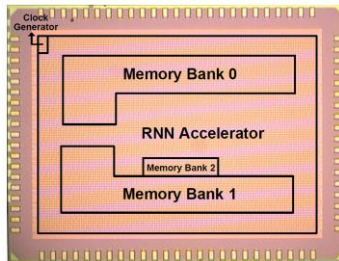 Clock
Generator
Memory Bank 0
RNN Accelerator
Memory Bank 2
Memory Bank 1